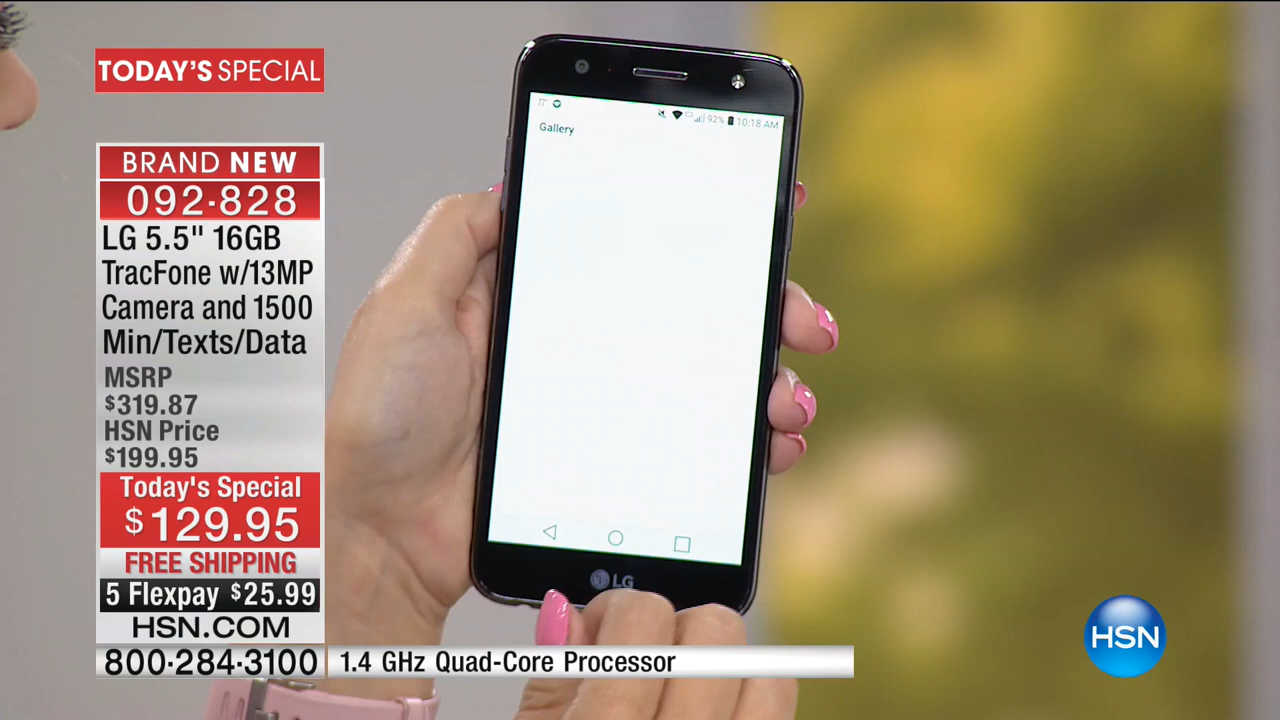 TODAY'S SPECIAL
BRAND NEW
092-828
LG 5.5" 16GB
TracFone w/13MP
Camera and 1500
Min/Texts/Data
MSRP
$319.87
HSN Price
$199.95
Today's Special
$129.95
FREE SHIPPING
5 Flexpay $25.99
HSN.COM
800-284-3100
1.4 GHz Quad-Core Processor
77°
92% 10:18 AM
Gallery
LG
HSN